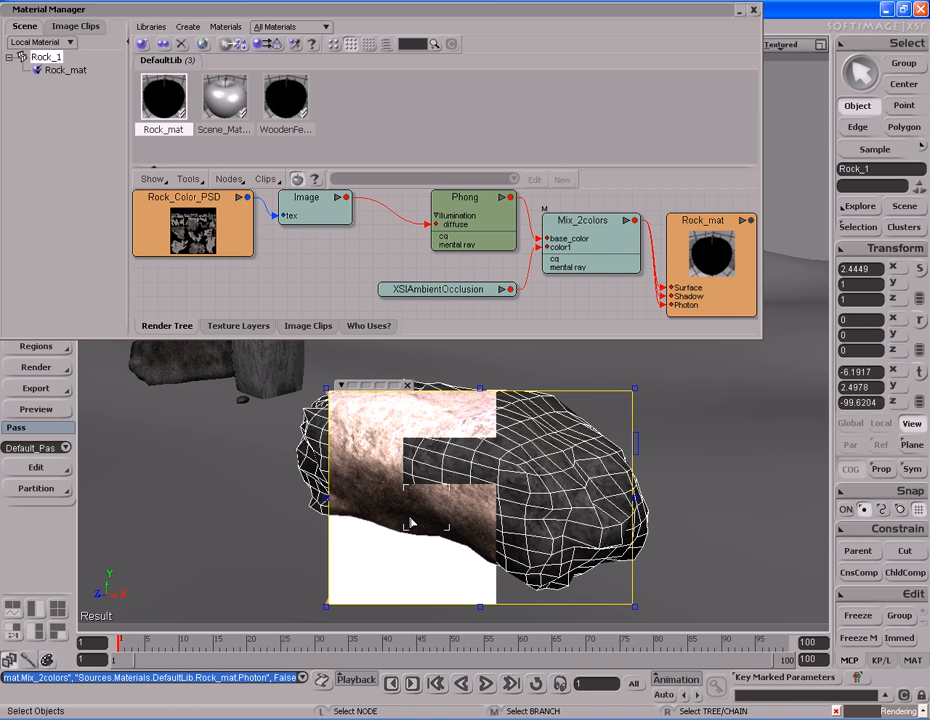 Material Manager
Scene
Image Clips
Local Material
Rock_1
Rock_mat
Libraries
Create
Materials
All Materials
DefaultLib (3)
Rock_mat
Scene_Mat...
WoodenFe...
Show
Tools
Nodes
Clips
Edit
New
Rock_Color_PSD
Image
tex
Phong
Illumination
diffuse
cq
mental ray
M
Mix_2colors
base_color
color1
cq
mental ray
Rock_mat
Surface
Shadow
Photon
XSIAmbientOcclusion
Render Tree
Texture Layers
Image Clips
Who Uses?
SOFTIMAGE|XSI
Textured
Select
Group
Center
Object
Point
Edge
Polygon
Sample
Rock_1
Explore
Scene
Selection
Clusters
Transform
2.4449
x
s
1
y
1
z
0
x
r
0
y
0
z
-6.1917
x
t
2.4978
y
-99.6204
z
Global
Local
View
Par
Ref
Plane
COG
Prop
Sym
Snap
ON
Constrain
Parent
Cut
CnsComp
ChldComp
Edit
Freeze
Group
Freeze M
Immed
MCP
KP/L
MAT
Regions
Render
Export
Preview
Pass
Default_Pas
Edit
Partition
Y
Z
X
Result
1
1
5
10
15
20
25
30
35
40
45
50
55
60
65
70
75
80
85
90
95
100
1
1
100
100
mat.Mix_2colors", "Sources.Materials.DefaultLib.Rock_mat.Photon", False
Playback
1
All
Animation
Auto
Key Marked Parameters
Select Objects
L
Select NODE
M
Select BRANCH
R
Select TREE/CHAIN
Rendering